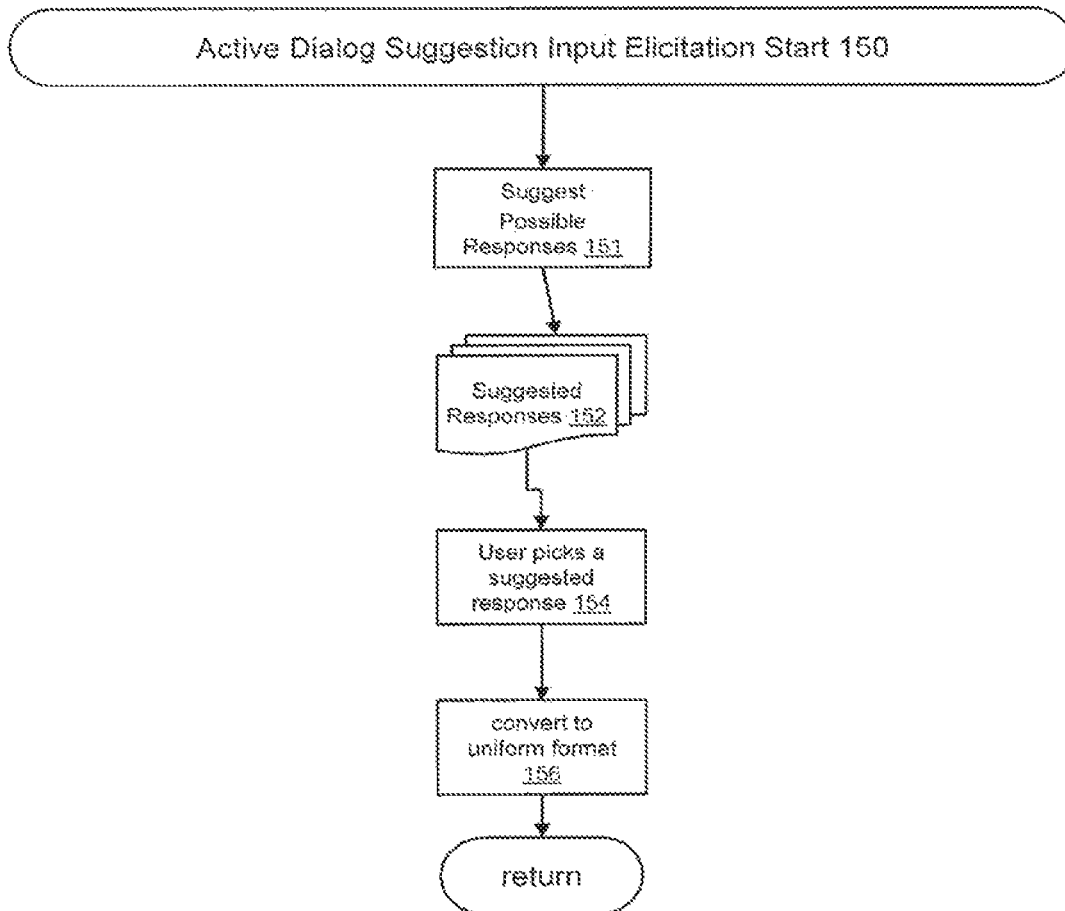 Active Dialog Suggestion Input Elicitation Start 150
Suggest
Possible
Responses 151
Suggested
Responses 152
User picks a
suggested
response 154
convert to
uniform format
156
return